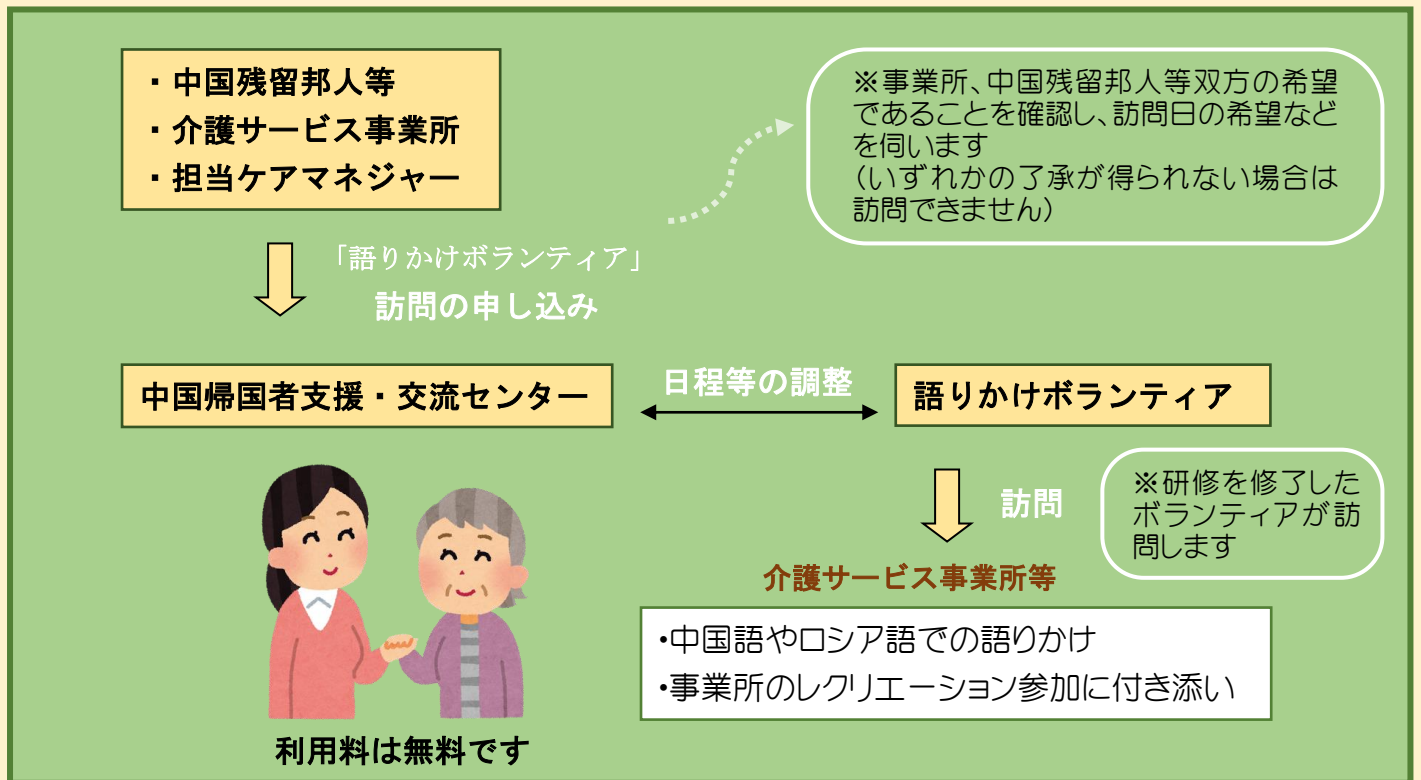 ・中国残留邦人等
・介護サービス事業所
・担当ケアマネジャー
※事業所、中国残留邦人等双方の希望
であることを確認し、訪問日の希望など
を伺います
（いずれかの了承が得られない場合は
訪問できません）
「語りかけボランティア」
訪問の申し込み
中国帰国者支援・交流センター
日程等の調整
語りかけボランティア
訪問
※研修を修了した
ボランティアが訪
問します
介護サービス事業所等
・中国語やロシア語での語りかけ
・事業所のレクリエーション参加に付き添い
利用料は無料です